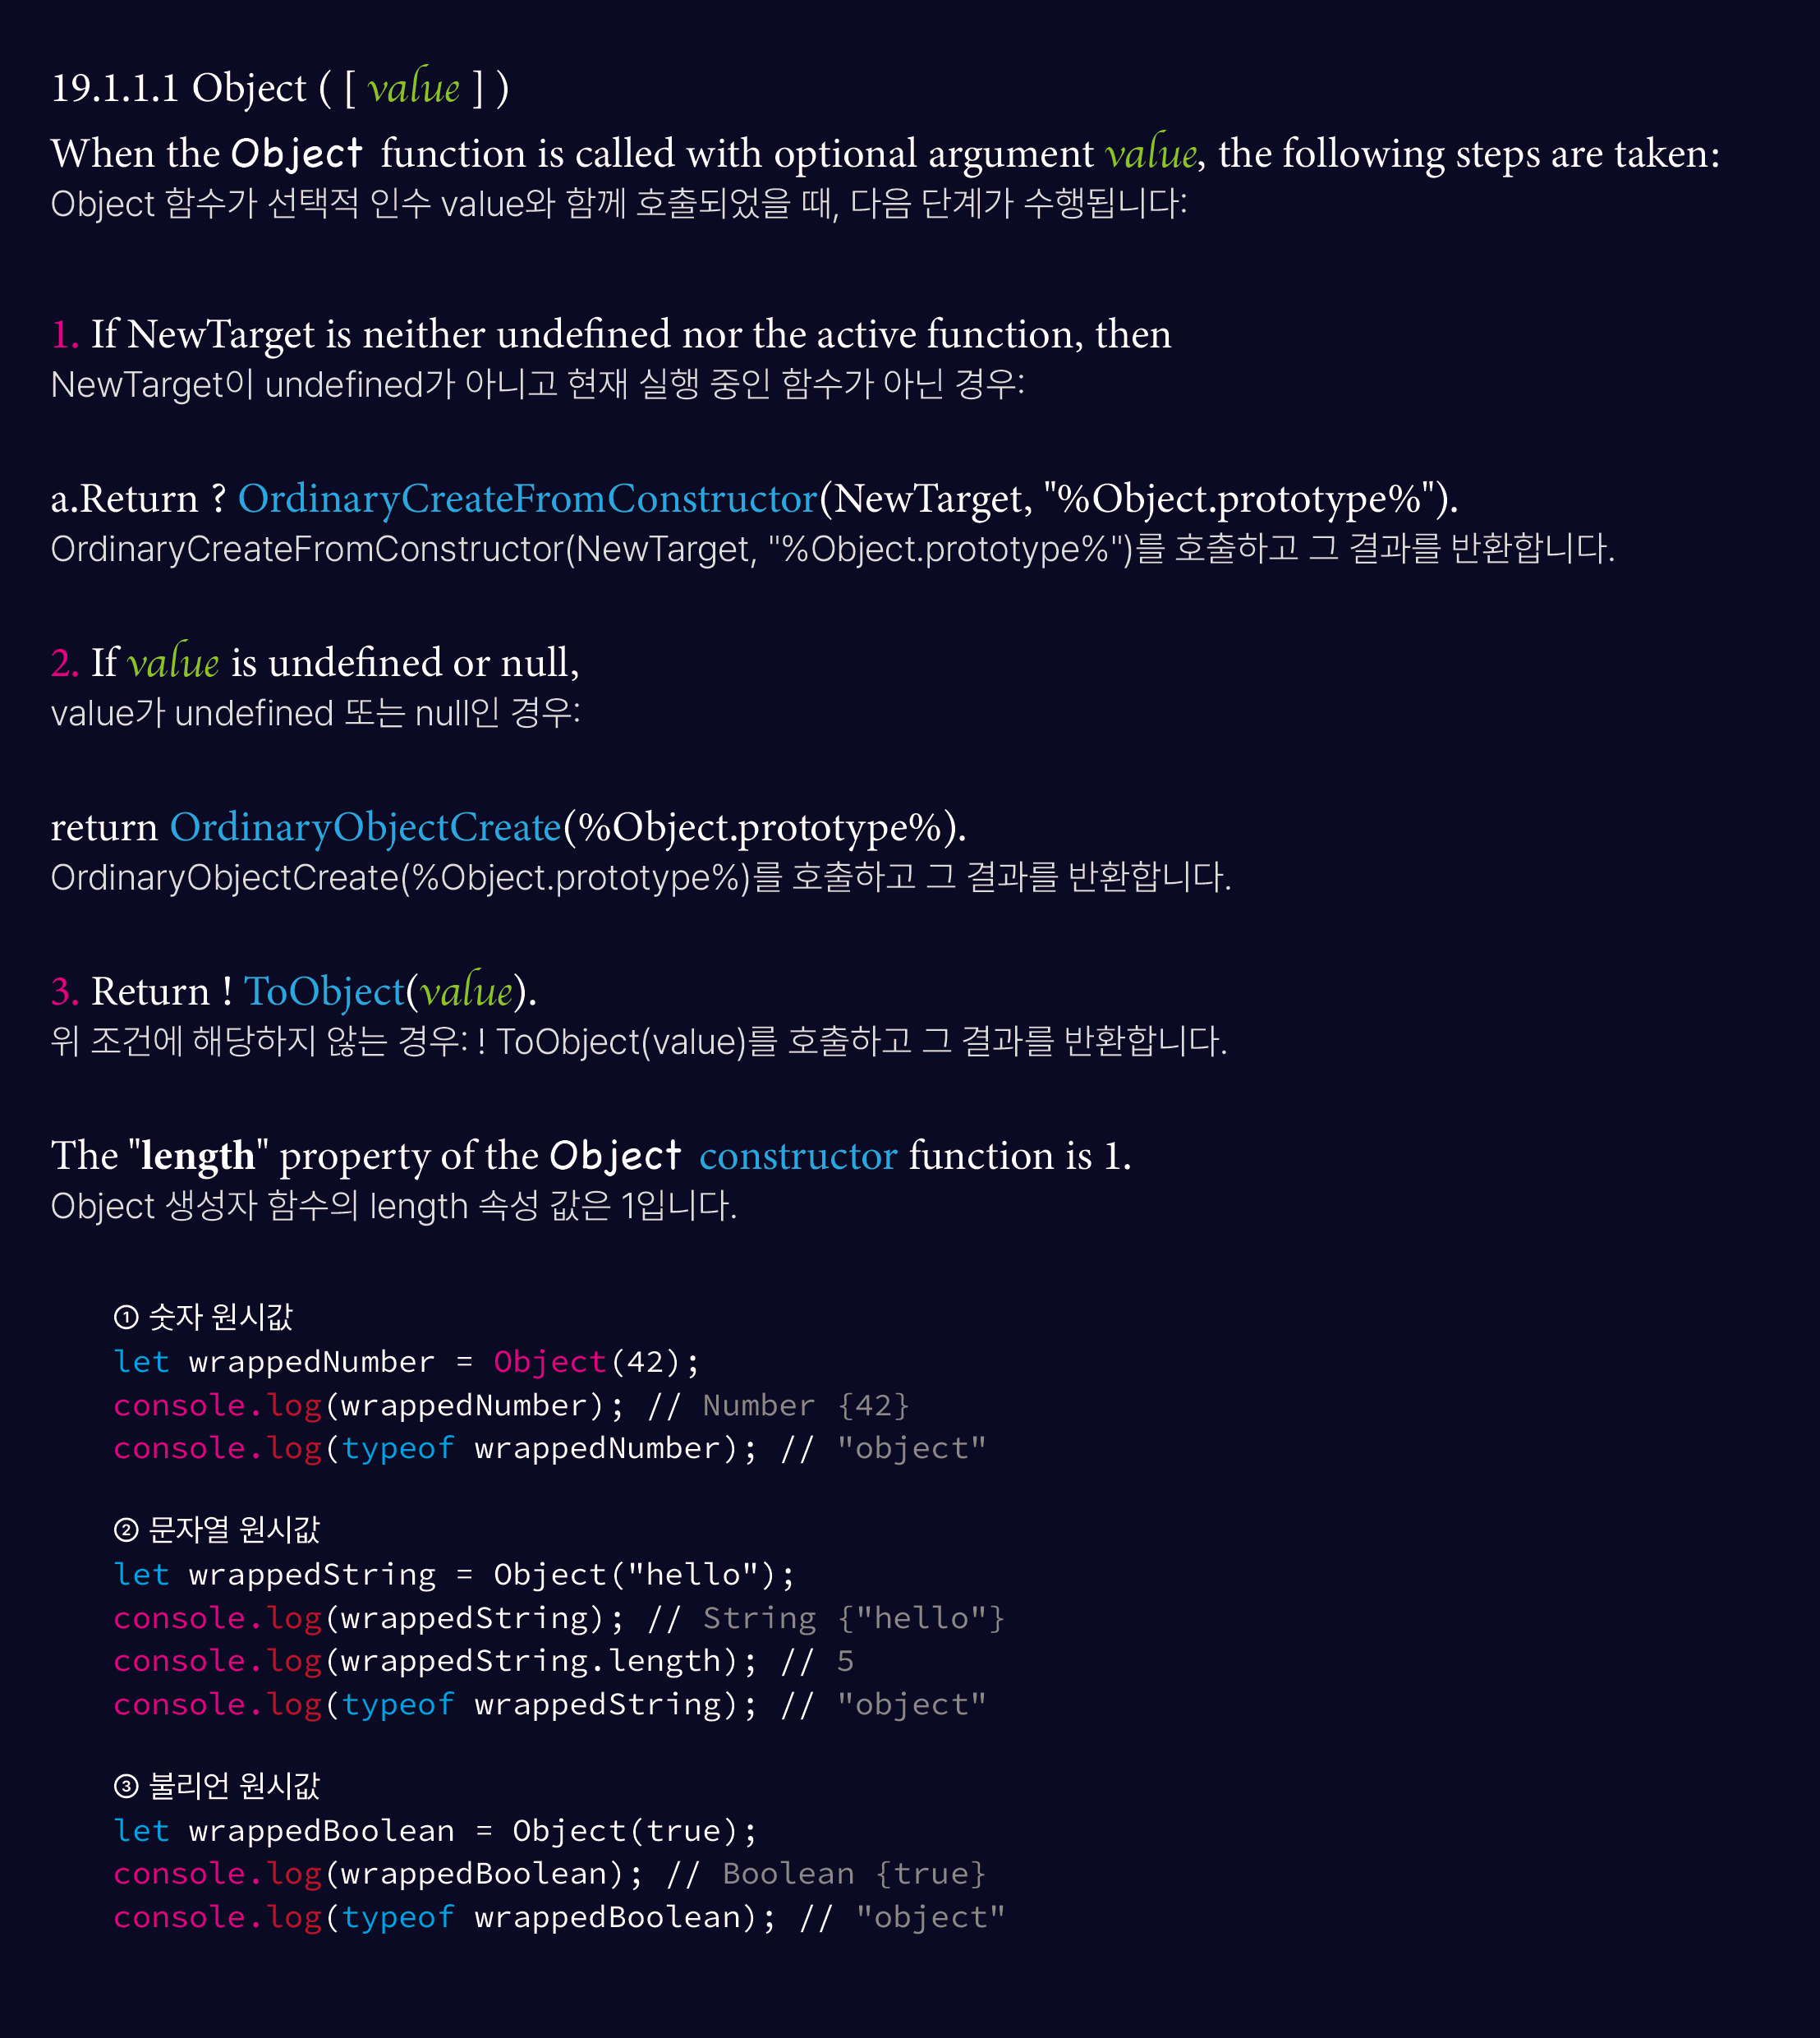 19.1.1.1 Object ( [ value ] )
When the Object function is called with optional argument value, the following steps are taken:
Object 함수가 선택적 인수 value와 함께 호출되었을 때, 다음 단계가 수행됩니다:
1. If NewTarget is neither undefined nor the active function, then
NewTarget이 undefined가 아니고 현재 실행 중인 함수가 아닌 경우:
a.Return ? OrdinaryCreateFromConstructor(NewTarget, "%Object.prototype%").
OrdinaryCreateFromConstructor(NewTarget, "%Object.prototype%")를 호출하고 그 결과를 반환합니다.
2. If value is undefined or null,
value가 undefined 또는 null인 경우:
return OrdinaryObjectCreate(%Object.prototype%).
OrdinaryObjectCreate(%Object.prototype%)를 호출하고 그 결과를 반환합니다.
3. Return ! ToObject(value).
위 조건에 해당하지 않는 경우: ! ToObject(value)를 호출하고 그 결과를 반환합니다.
The "length" property of the Object constructor function is 1.
Object 생성자 함수의 length 속성 값은 1입니다.
① 숫자 원시값
let wrappedNumber = Object(42);
console.log(wrappedNumber); // Number {42}
console.log(typeof wrappedNumber); // "object"
② 문자열 원시값
let wrappedString = Object("hello");
console.log(wrappedString); // String {"hello"}
console.log(wrappedString.length); // 5
console.log(typeof wrappedString); // "object"
③ 불리언 원시값
let wrappedBoolean = Object(true);
console.log(wrappedBoolean); // Boolean {true}
console.log(typeof wrappedBoolean); // "object"